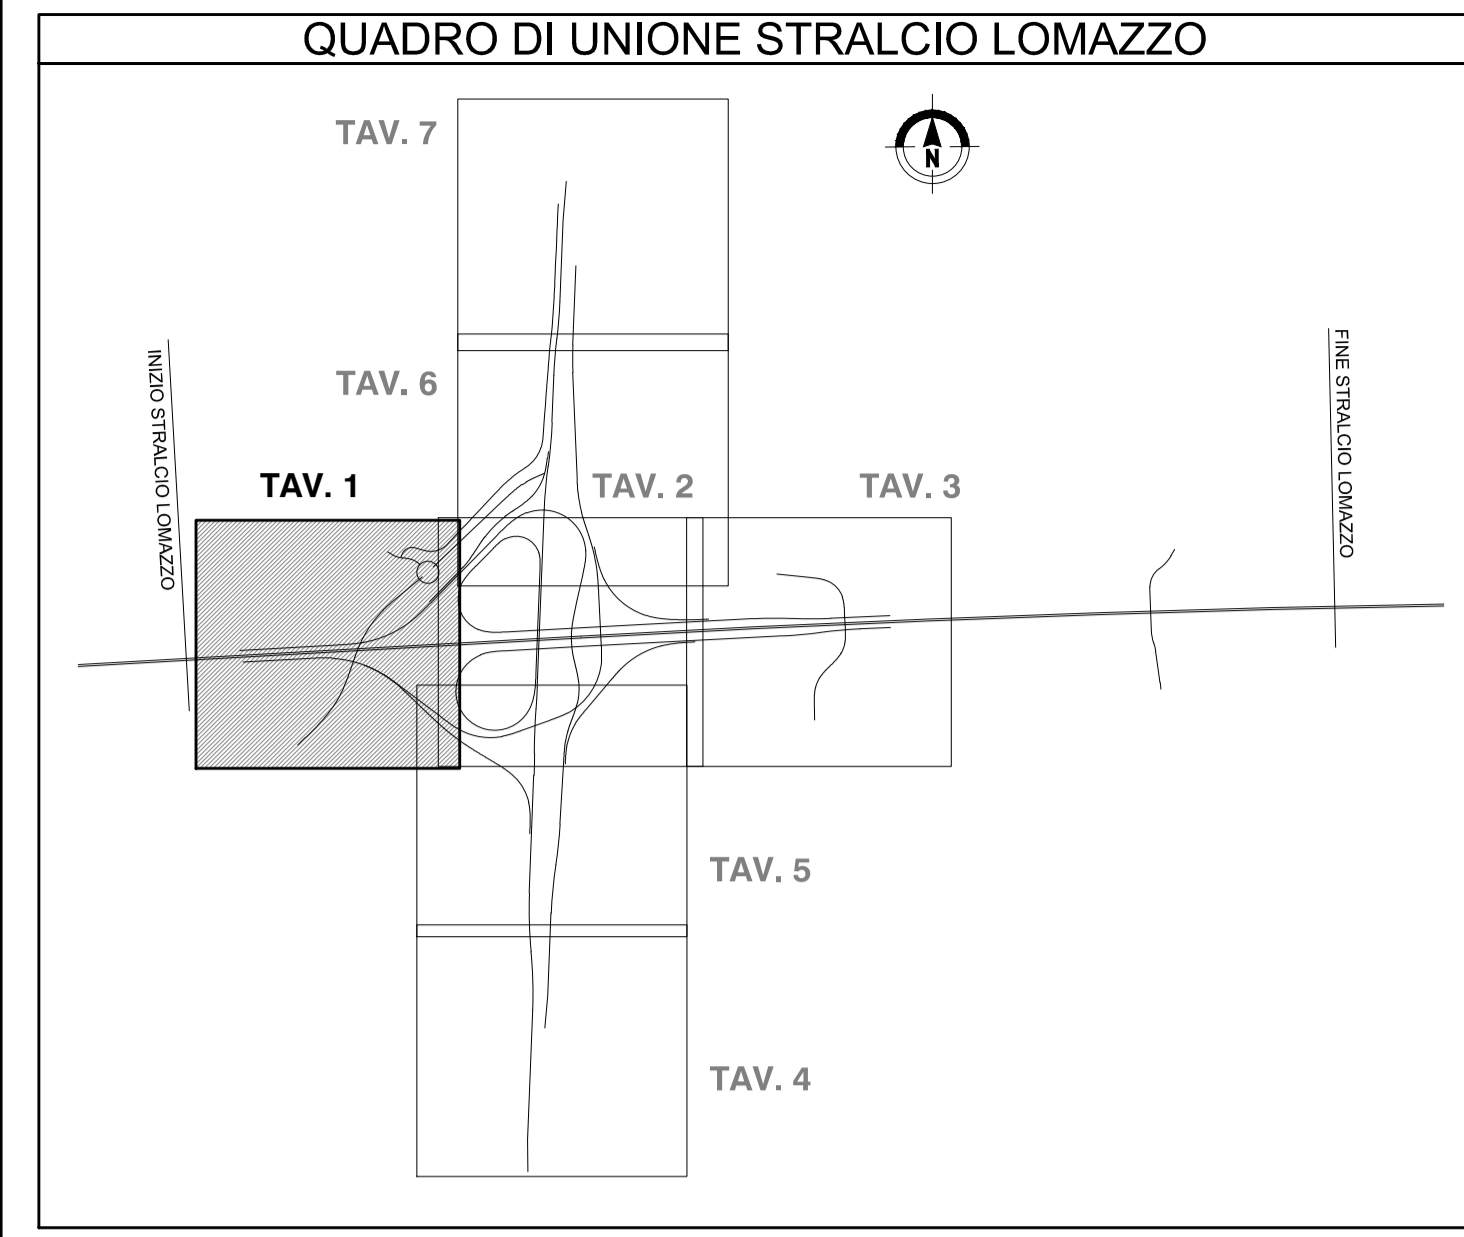 QUADRO DI UNIONE STRALCIO LOMAZZO
TAV. 7
N
TAV. 6
INIZIO STRALCIO LOMAZZO
FINE STRALCIO LOMAZZO
TAV. 1
TAV. 2
TAV. 3
TAV. 5
TAV. 4